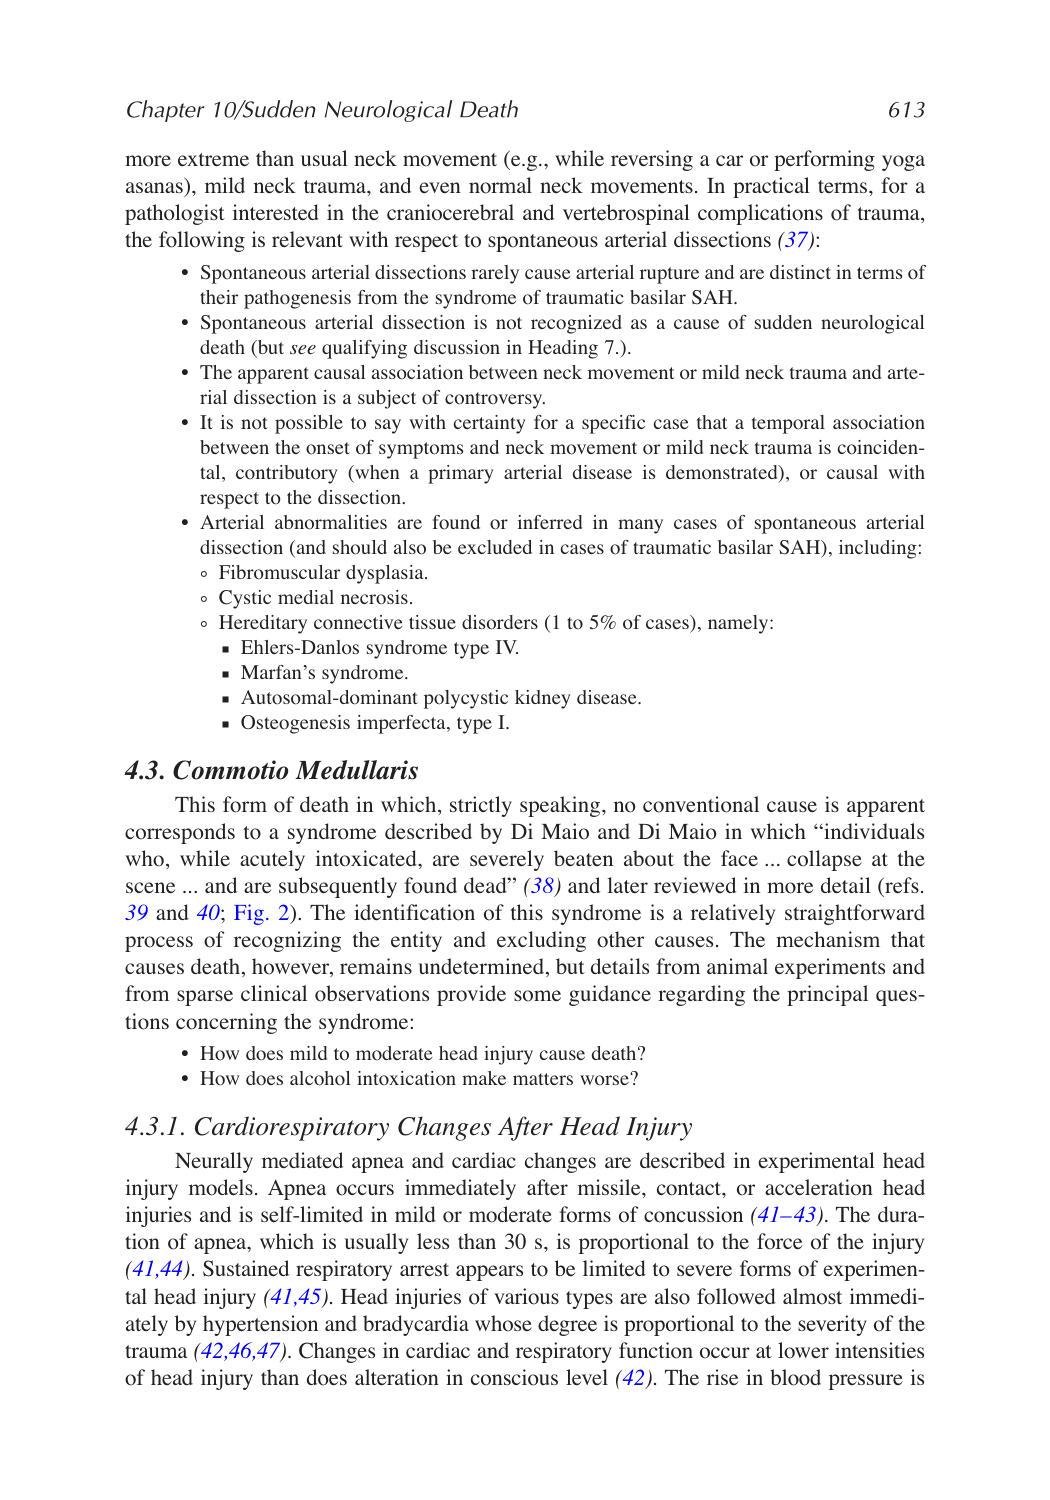 Chapter 10/Sudden Neurological Death 613
more extreme than usual neck movement (e.g., while reversing a car or performing yoga
asanas), mild neck trauma, and even normal neck movements. In practical terms, for a
pathologist interested in the craniocerebral and vertebrospinal complications of trauma,
the following is relevant with respect to spontaneous arterial dissections (37):
• Spontaneous arterial dissections rarely cause arterial rupture and are distinct in terms of
their pathogenesis from the syndrome of traumatic basilar SAH.
• Spontaneous arterial dissection is not recognized as a cause of sudden neurological
death (but see qualifying discussion in Heading 7.).
• The apparent causal association between neck movement or mild neck trauma and arte-
rial dissection is a subject of controversy.
• It is not possible to say with certainty for a specific case that a temporal association
between the onset of symptoms and neck movement or mild neck trauma is coinciden-
tal, contributory (when a primary arterial disease is demonstrated), or causal with
respect to the dissection.
• Arterial abnormalities are found or inferred in many cases of spontaneous arterial
dissection (and should also be excluded in cases of traumatic basilar SAH), including:
◦ Fibromuscular dysplasia.
◦ Cystic medial necrosis.
◦ Hereditary connective tissue disorders (1 to 5% of cases), namely:
▪ Ehlers-Danlos syndrome type IV.
▪ Marfan’s syndrome.
▪ Autosomal-dominant polycystic kidney disease.
▪ Osteogenesis imperfecta, type I.
4.3. Commotio Medullaris
This form of death in which, strictly speaking, no conventional cause is apparent
corresponds to a syndrome described by Di Maio and Di Maio in which “individuals
who, while acutely intoxicated, are severely beaten about the face ... collapse at the
scene ... and are subsequently found dead” (38) and later reviewed in more detail (refs.
39 and 40; Fig. 2). The identification of this syndrome is a relatively straightforward
process of recognizing the entity and excluding other causes. The mechanism that
causes death, however, remains undetermined, but details from animal experiments and
from sparse clinical observations provide some guidance regarding the principal ques-
tions concerning the syndrome:
• How does mild to moderate head injury cause death?
• How does alcohol intoxication make matters worse?
4.3.1. Cardiorespiratory Changes After Head Injury
Neurally mediated apnea and cardiac changes are described in experimental head
injury models. Apnea occurs immediately after missile, contact, or acceleration head
injuries and is self-limited in mild or moderate forms of concussion (41–43). The dura-
tion of apnea, which is usually less than 30 s, is proportional to the force of the injury
(41,44). Sustained respiratory arrest appears to be limited to severe forms of experimen-
tal head injury (41,45). Head injuries of various types are also followed almost immedi-
ately by hypertension and bradycardia whose degree is proportional to the severity of the
trauma (42,46,47). Changes in cardiac and respiratory function occur at lower intensities
of head injury than does alteration in conscious level (42). The rise in blood pressure is